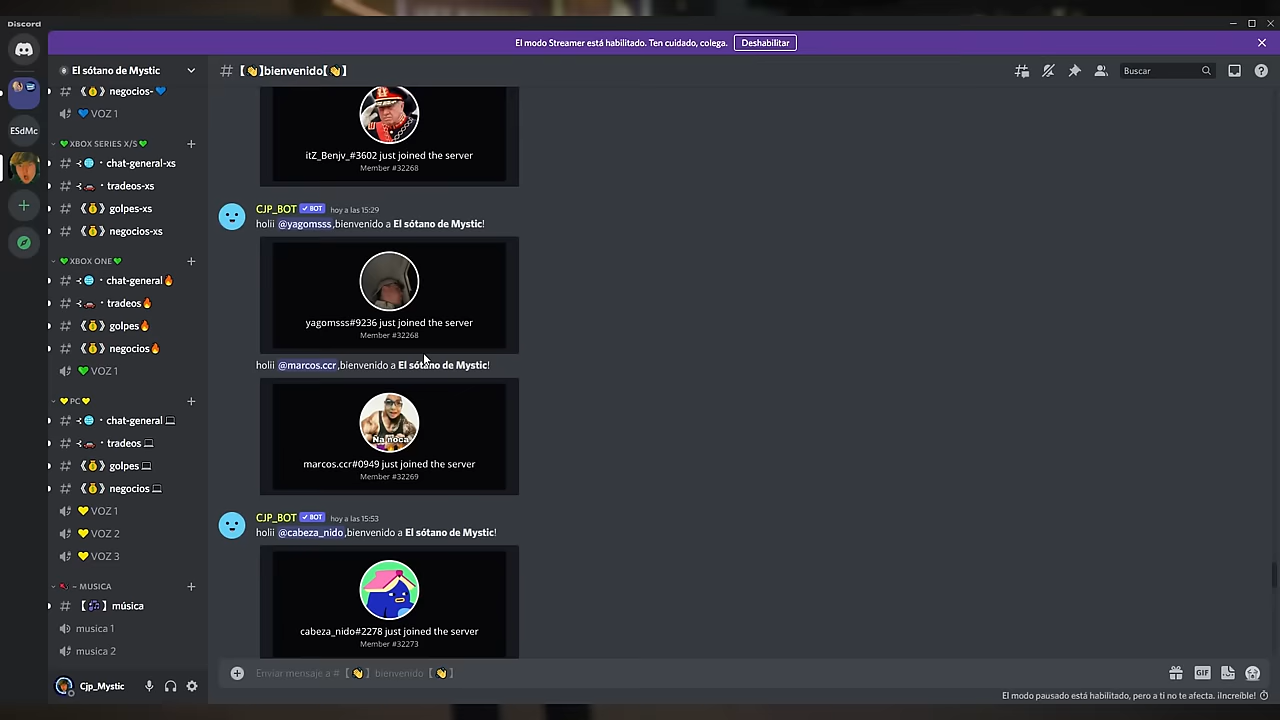 Discord
El modo Streamer está habilitado. Ten cuidado, colega.
Deshabilitar
El sótano de Mystic
# 【👋】bienvenido【👋】
Buscar
ESdMc
# 《💰》negocios-💙
💙 VOZ 1
💚XBOX SERIES X/S💚
chat-general-xs
tradeos-xs
《💰》golpes-xs
《💰》negocios-xs
💚XBOX ONE💚
chat-general🔥
tradeos🔥
《💰》golpes🔥
《💰》negocios🔥
💚 VOZ 1
💛PC💛
chat-general💻
tradeos💻
《💰》golpes💻
《💰》negocios💻
💛 VOZ 1
💛 VOZ 2
💛 VOZ 3
- MUSICA
música
musica 1
musica 2
Cjp_Mystic
itZ_Benjv_#3602 just joined the server
Member #32268
CJP_BOT BOT hoy a las 15:29
holii @yagomsss,bienvenido a El sótano de Mystic!
yagomsss#9236 just joined the server
Member #32268
holii @marcos.ccr,bienvenido a El sótano de Mystic!
Ña ñoca
marcos.ccr#0949 just joined the server
Member #32269
CJP_BOT BOT hoy a las 15:53
holii @cabeza_nido,bienvenido a El sótano de Mystic!
cabeza_nido#2278 just joined the server
Member #32273
Enviar mensaje a #【👋】bienvenido【👋】
GIF
El modo pausado está habilitado, pero a ti no te afecta. ¡Increíble!